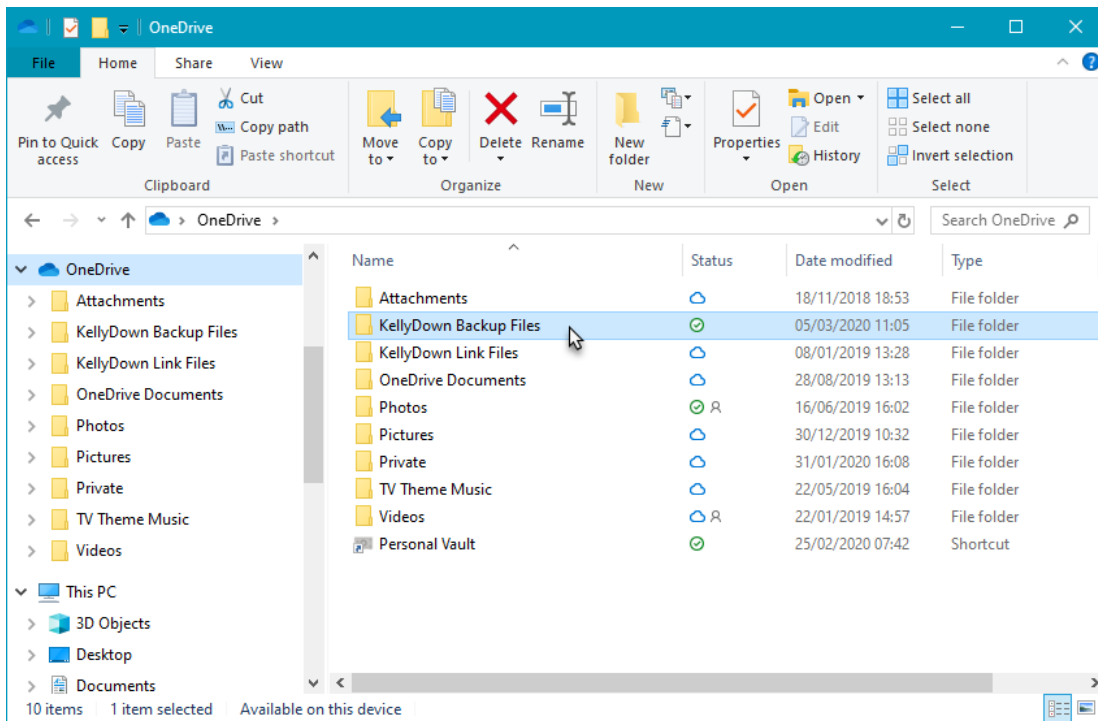 OneDrive
File Home Share View
Pin to Quick access
Copy
Paste
Cut
Copy path
Paste shortcut
Clipboard
Move to
Copy to
Delete
Rename
Organize
New folder
New
Properties
Open
Edit
History
Open
Select all
Select none
Invert selection
Select
OneDrive
Search OneDrive
OneDrive
Attachments
KellyDown Backup Files
KellyDown Link Files
OneDrive Documents
Photos
Pictures
Private
TV Theme Music
Videos
This PC
3D Objects
Desktop
Documents
Name Status Date modified Type
Attachments 18/11/2018 18:53 File folder
KellyDown Backup Files 05/03/2020 11:05 File folder
KellyDown Link Files 08/01/2019 13:28 File folder
OneDrive Documents 28/08/2019 13:13 File folder
Photos 16/06/2019 16:02 File folder
Pictures 30/12/2019 10:32 File folder
Private 31/01/2020 16:08 File folder
TV Theme Music 22/05/2019 16:04 File folder
Videos 22/01/2019 14:57 File folder
Personal Vault 25/02/2020 07:42 Shortcut
10 items 1 item selected Available on this device